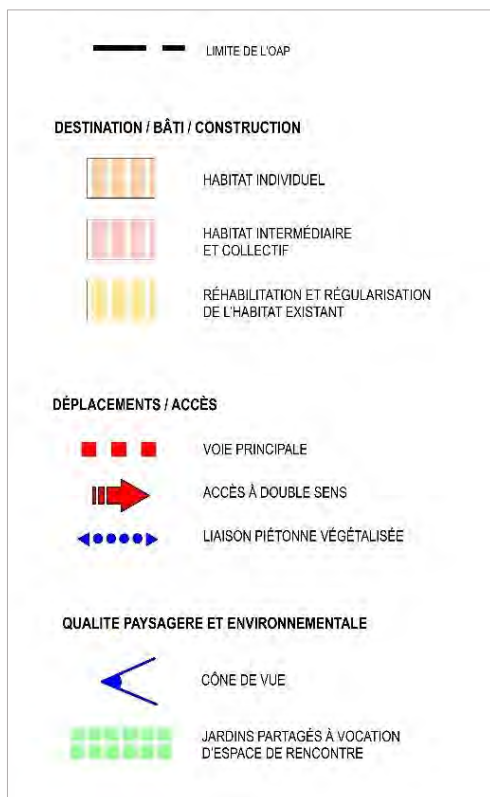 LIMITE DE L'OAP
DESTINATION / BÂTI / CONSTRUCTION
HABITAT INDIVIDUEL
HABITAT INTERMÉDIAIRE
ET COLLECTIF
RÉHABILITATION ET RÉGULARISATION
DE L'HABITAT EXISTANT
DÉPLACEMENTS / ACCÈS
VOIE PRINCIPALE
ACCÈS À DOUBLE SENS
LIAISON PIÉTONNE VÉGÉTALISÉE
QUALITE PAYSAGERE ET ENVIRONNEMENTALE
CÔNE DE VUE
JARDINS PARTAGÉS À VOCATION
D'ESPACE DE RENCONTRE